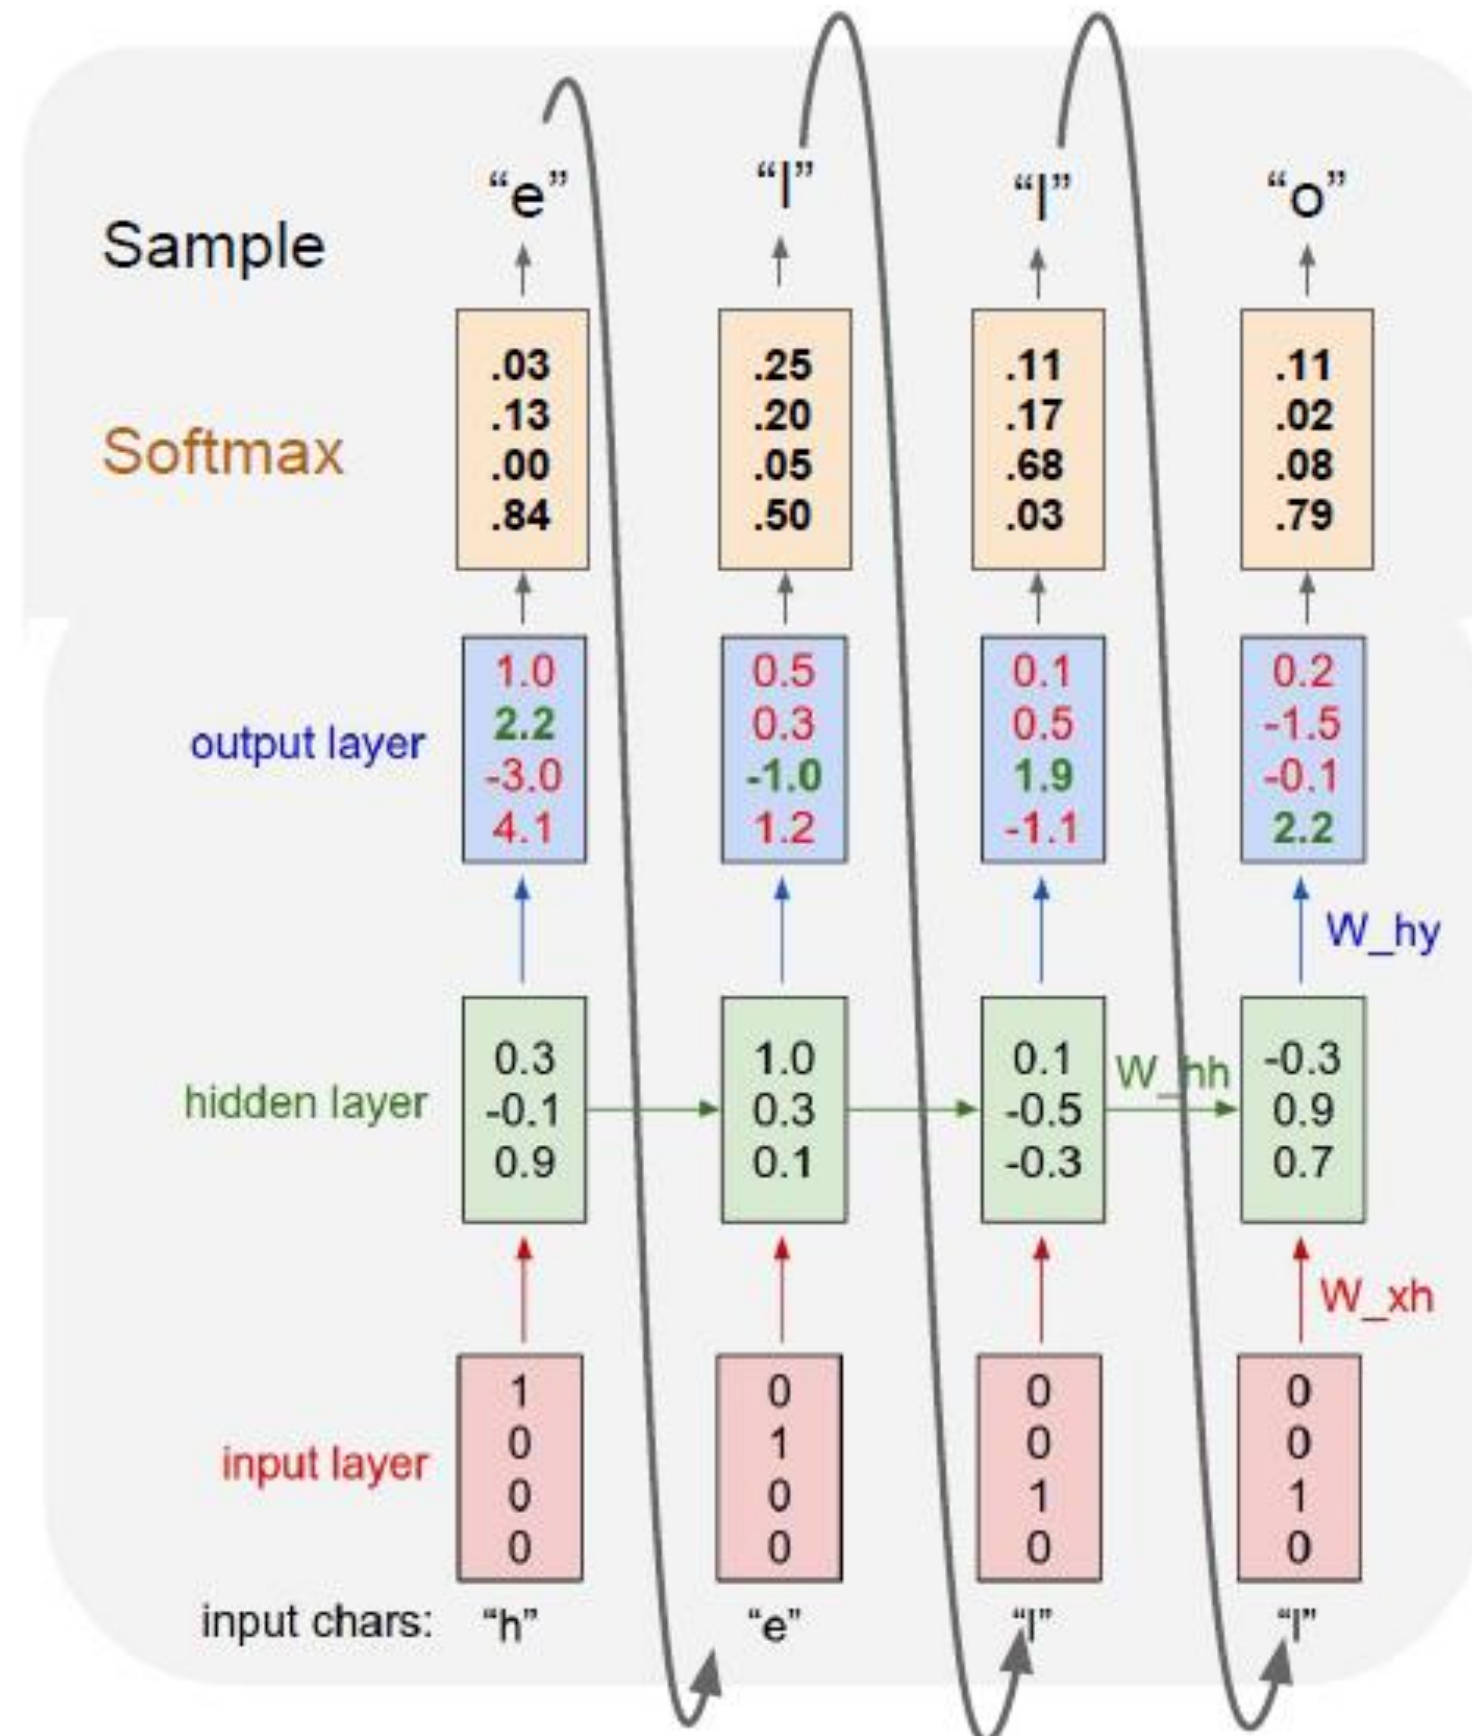 “e” “l” “l” “o”
Sample
.03 .25 .11 .11
.13 .20 .17 .02
Softmax
.00 .05 .68 .08
.84 .50 .03 .79
1.0 0.5 0.1 0.2
2.2 0.3 0.5 -1.5
output layer
-3.0 -1.0 1.9 -0.1
4.1 1.2 -1.1 2.2
W_hy
0.3 1.0 0.1 -0.3
W_hh
hidden layer
-0.1 0.3 -0.5 0.9
0.9 0.1 -0.3 0.7
W_xh
1 0 0 0
0 1 0 0
input layer
0 0 1 1
0 0 0 0
input chars: “h” “e” “l” “l”